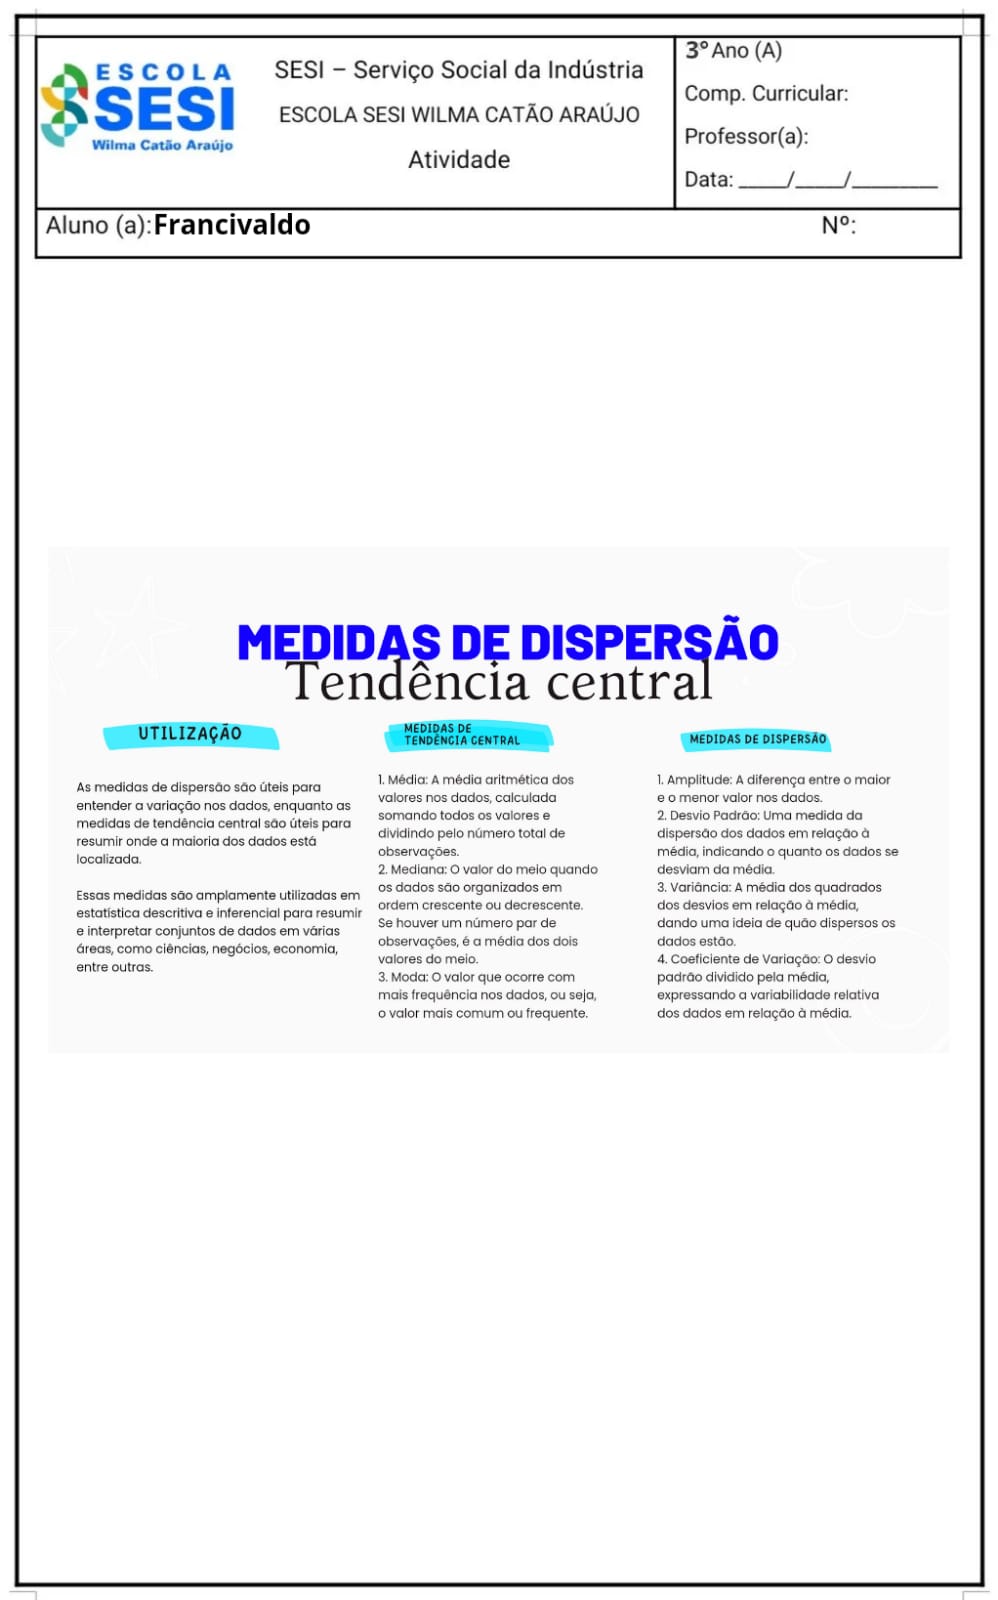 ESCOLA
SESI
Wilma Catão Araújo
SESI – Serviço Social da Indústria
ESCOLA SESI WILMA CATÃO ARAÚJO
Atividade
3° Ano (A)
Comp. Curricular:
Professor(a):
Data: _____/_____/_________
Aluno (a):Francivaldo
Nº:
MEDIDAS DE DISPERSÃO
Tendência central
UTILIZAÇÃO
As medidas de dispersão são úteis para
entender a variação nos dados, enquanto as
medidas de tendência central são úteis para
resumir onde a maioria dos dados está
localizada.
Essas medidas são amplamente utilizadas em
estatística descritiva e inferencial para resumir
e interpretar conjuntos de dados em várias
áreas, como ciências, negócios, economia,
entre outras.
MEDIDAS DE
TENDÊNCIA CENTRAL
1. Média: A média aritmética dos
valores nos dados, calculada
somando todos os valores e
dividindo pelo número total de
observações.
2. Mediana: O valor do meio quando
os dados são organizados em
ordem crescente ou decrescente.
Se houver um número par de
observações, é a média dos dois
valores do meio.
3. Moda: O valor que ocorre com
mais frequência nos dados, ou seja,
o valor mais comum ou frequente.
MEDIDAS DE DISPERSÃO
1. Amplitude: A diferença entre o maior
e o menor valor nos dados.
2. Desvio Padrão: Uma medida da
dispersão dos dados em relação à
média, indicando o quanto os dados se
desviam da média.
3. Variância: A média dos quadrados
dos desvios em relação à média,
dando uma ideia de quão dispersos os
dados estão.
4. Coeficiente de Variação: O desvio
padrão dividido pela média,
expressando a variabilidade relativa
dos dados em relação à média.